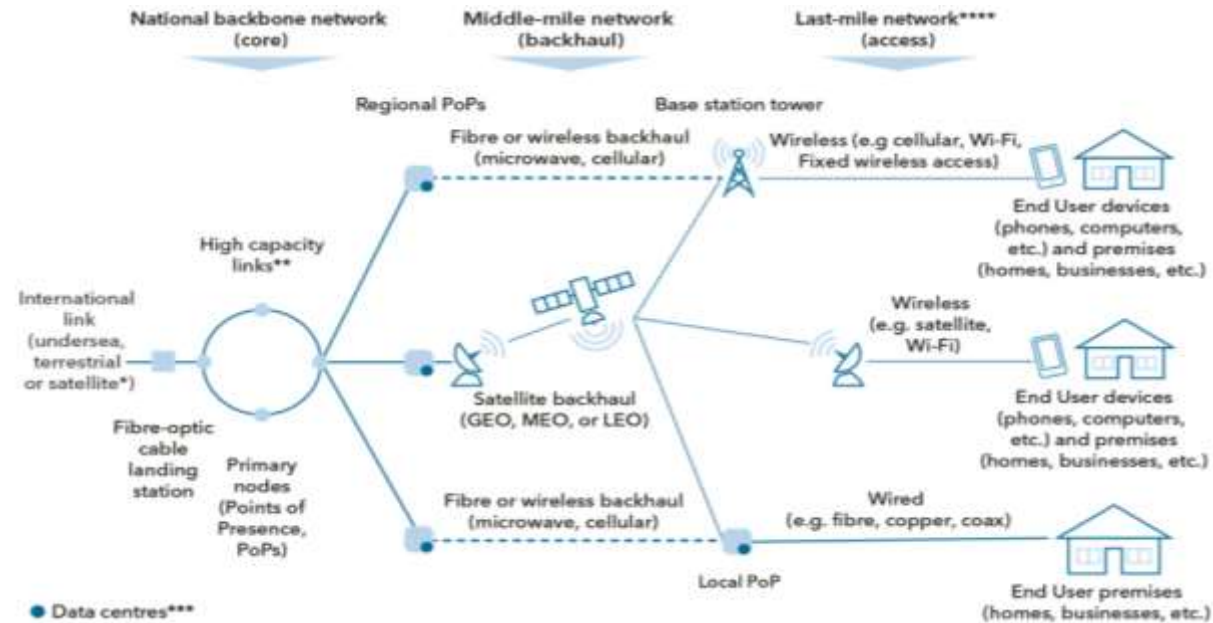 National backbone network
(core)
Middle-mile network
(backhaul)
Last-mile network****
(access)
Regional PoPs
Base station tower
Fibre or wireless backhaul
(microwave, cellular)
Wireless (e.g cellular, Wi-Fi,
Fixed wireless access)
End User devices
(phones, computers,
etc.) and premises
(homes, businesses, etc.)
High capacity
links**
International
link
(undersea,
terrestrial
or satellite*)
Wireless
(e.g. satellite,
Wi-Fi)
Satellite backhaul
(GEO, MEO, or LEO)
End User devices
(phones, computers,
etc.) and premises
(homes, businesses, etc.)
Fibre-optic
cable
landing
station
Primary
nodes
(Points of
Presence,
PoPs)
Fibre or wireless backhaul
(microwave, cellular)
Wired
(e.g. fibre, copper, coax)
Local PoP
End User premises
(homes, businesses, etc.)
Data centres***